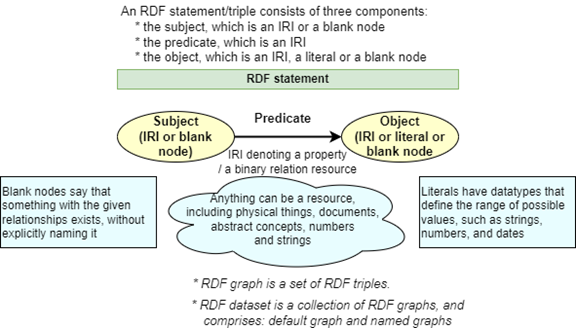 An RDF statement/triple consists of three components:
* the subject, which is an IRI or a blank node
* the predicate, which is an IRI
* the object, which is an IRI, a literal or a blank node
RDF statement
Subject
(IRI or blank
node)
Predicate
Object
(IRI or literal or
blank node
IRI denoting a property
/ a binary relation resource
Blank nodes say that
something with the given
relationships exists, without
explicitly naming it
Anything can be a resource,
including physical things, documents,
abstract concepts, numbers
and strings
Literals have datatypes that
define the range of possible
values, such as strings,
numbers, and dates
* RDF graph is a set of RDF triples.
* RDF dataset is a collection of RDF graphs, and
comprises: default graph and named graphs